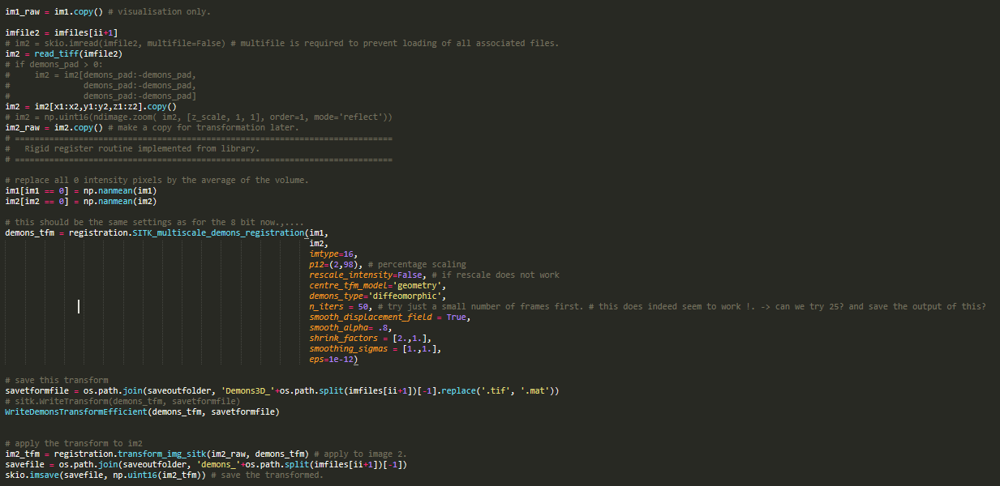 im1_raw = im1.copy() # visualisation only.
imfile2 = imfiles[ii+1]
# im2 = skio.imread(imfile2, multifile=False) # multifile is required to prevent loading of all associated files.
im2 = read_tiff(imfile2)
# if demons_pad > 0:
#     im2 = im2[demons_pad:-demons_pad,
#               demons_pad:-demons_pad,
#               demons_pad:-demons_pad]
im2 = im2[x1:x2,y1:y2,z1:z2].copy()
# im2 = np.uint16(ndimage.zoom( im2, [z_scale, 1, 1], order=1, mode='reflect'))
im2_raw = im2.copy() # make a copy for transformation later.
# =============================================================================
#   Rigid register routine implemented from library.
# =============================================================================
# replace all 0 intensity pixels by the average of the volume.
im1[im1 == 0] = np.nanmean(im1)
im2[im2 == 0] = np.nanmean(im2)
# this should be the same settings as for the 8 bit now.,....
demons_tfm = registration.SITK_multiscale_demons_registration(im1,
im2,
imtype=16,
p12=(2,98), # percentage scaling
rescale_intensity=False, # if rescale does not work
centre_tfm_model='geometry',
demons_type='diffeomorphic',
n_iters = 50, # try just a small number of frames first. # this does indeed seem to work !. -> can we try 25? and save the output of this?
smooth_displacement_field = True,
smooth_alpha= .8,
shrink_factors = [2.,1.],
smoothing_sigmas = [1.,1.],
eps=1e-12)
# save this transform
savetformfile = os.path.join(saveoutfolder, 'Demons3D_'+os.path.split(imfiles[ii+1])[-1].replace('.tif', '.mat'))
# sitk.WriteTransform(demons_tfm, savetformfile)
WriteDemonsTransformEfficient(demons_tfm, savetformfile)
# apply the transform to im2
im2_tfm = registration.transform_img_sitk(im2_raw, demons_tfm) # apply to image 2.
savefile = os.path.join(saveoutfolder, 'demons_'+os.path.split(imfiles[ii+1])[-1])
skio.imsave(savefile, np.uint16(im2_tfm)) # save the transformed.